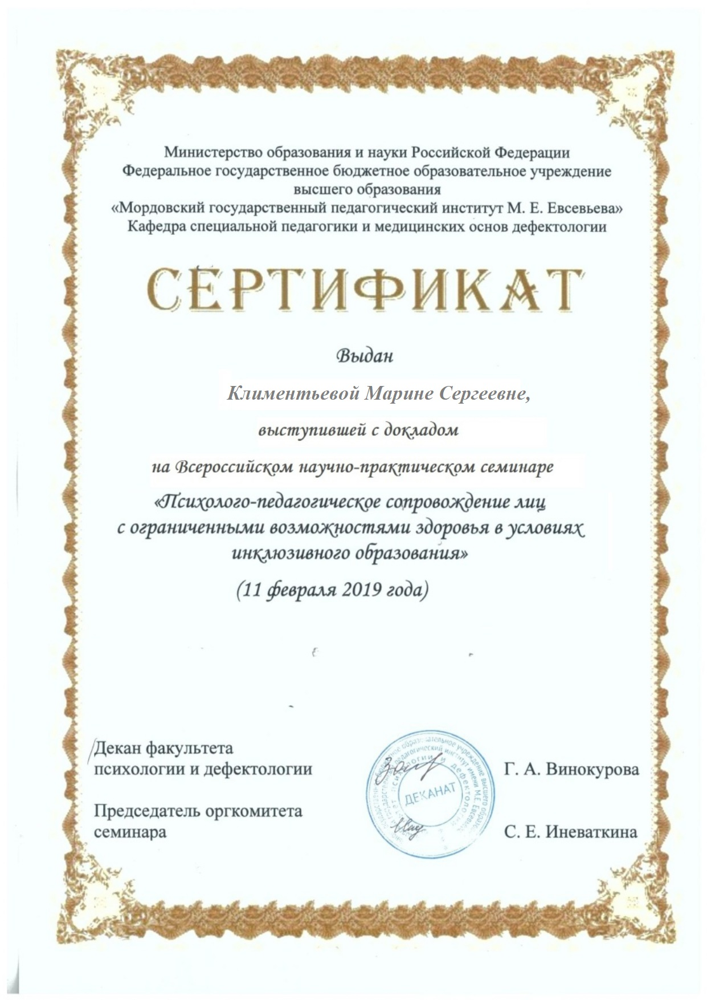 Министерство образования и науки Российской Федерации
Федеральное государственное бюджетное образовательное учреждение
высшего образования
«Мордовский государственный педагогический институт М. Е. Евсевьева»
Кафедра специальной педагогики и медицинских основ дефектологии
СЕРТИФИКАТ
Выдан
Климентьевой Марине Сергеевне,
выступившей с докладом
на Всероссийском научно-практическом семинаре
«Психолого-педагогическое сопровождение лиц
с ограниченными возможностями здоровья в условиях
инклюзивного образования»
(11 февраля 2019 года)
Декан факультета
психологии и дефектологии
Г. А. Винокурова
ДЕКАНАТ
Председатель оргкомитета
семинара
С. Е. Иневаткина